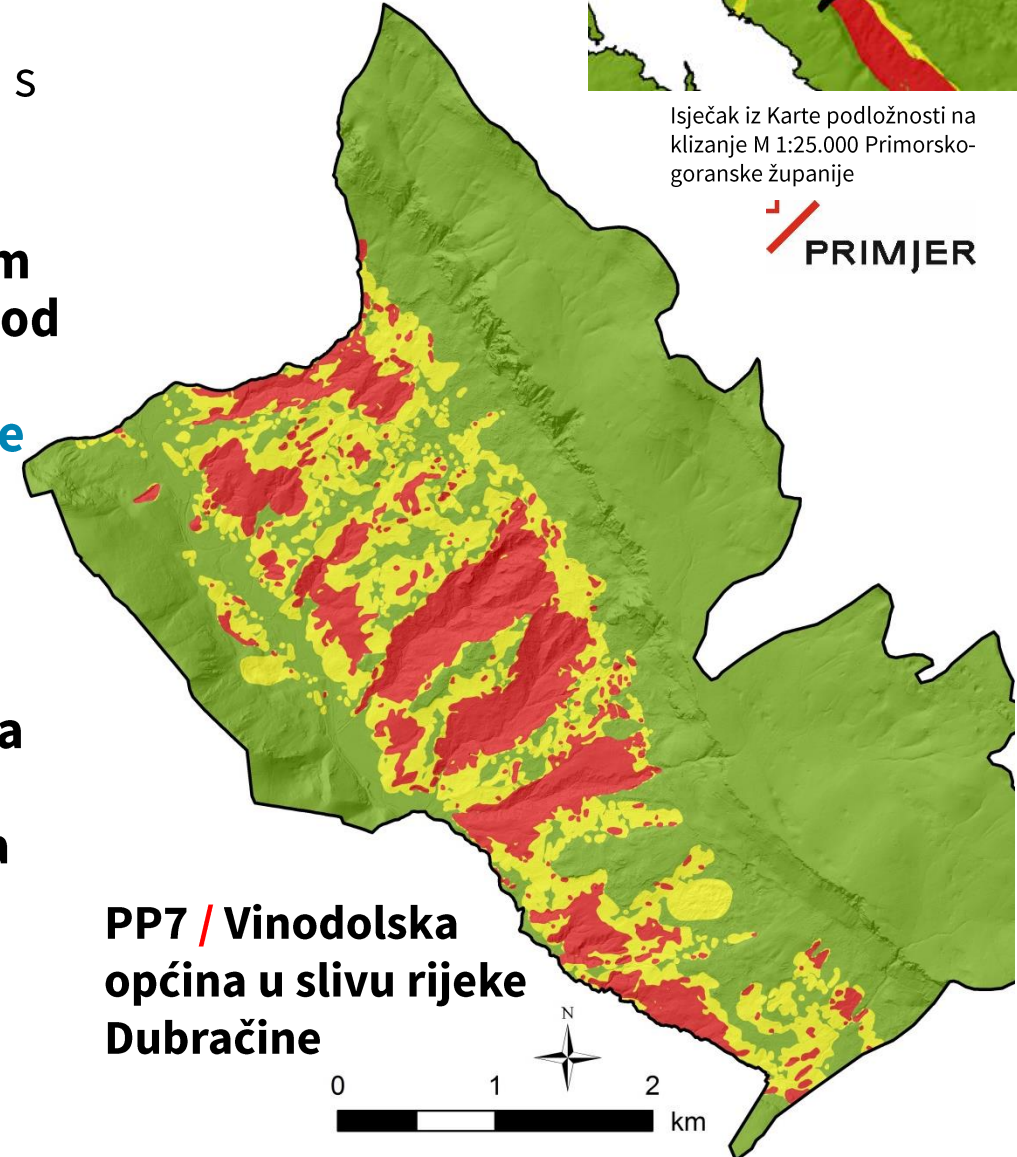 s
Isječak iz Karte podložnosti na
klizanje M 1:25.000 Primorsko-
goranske županije
PRIMJER
m
od
e
a
a
PP7 / Vinodolska
općina u slivu rijeke
Dubračine
N
0 1 2
km